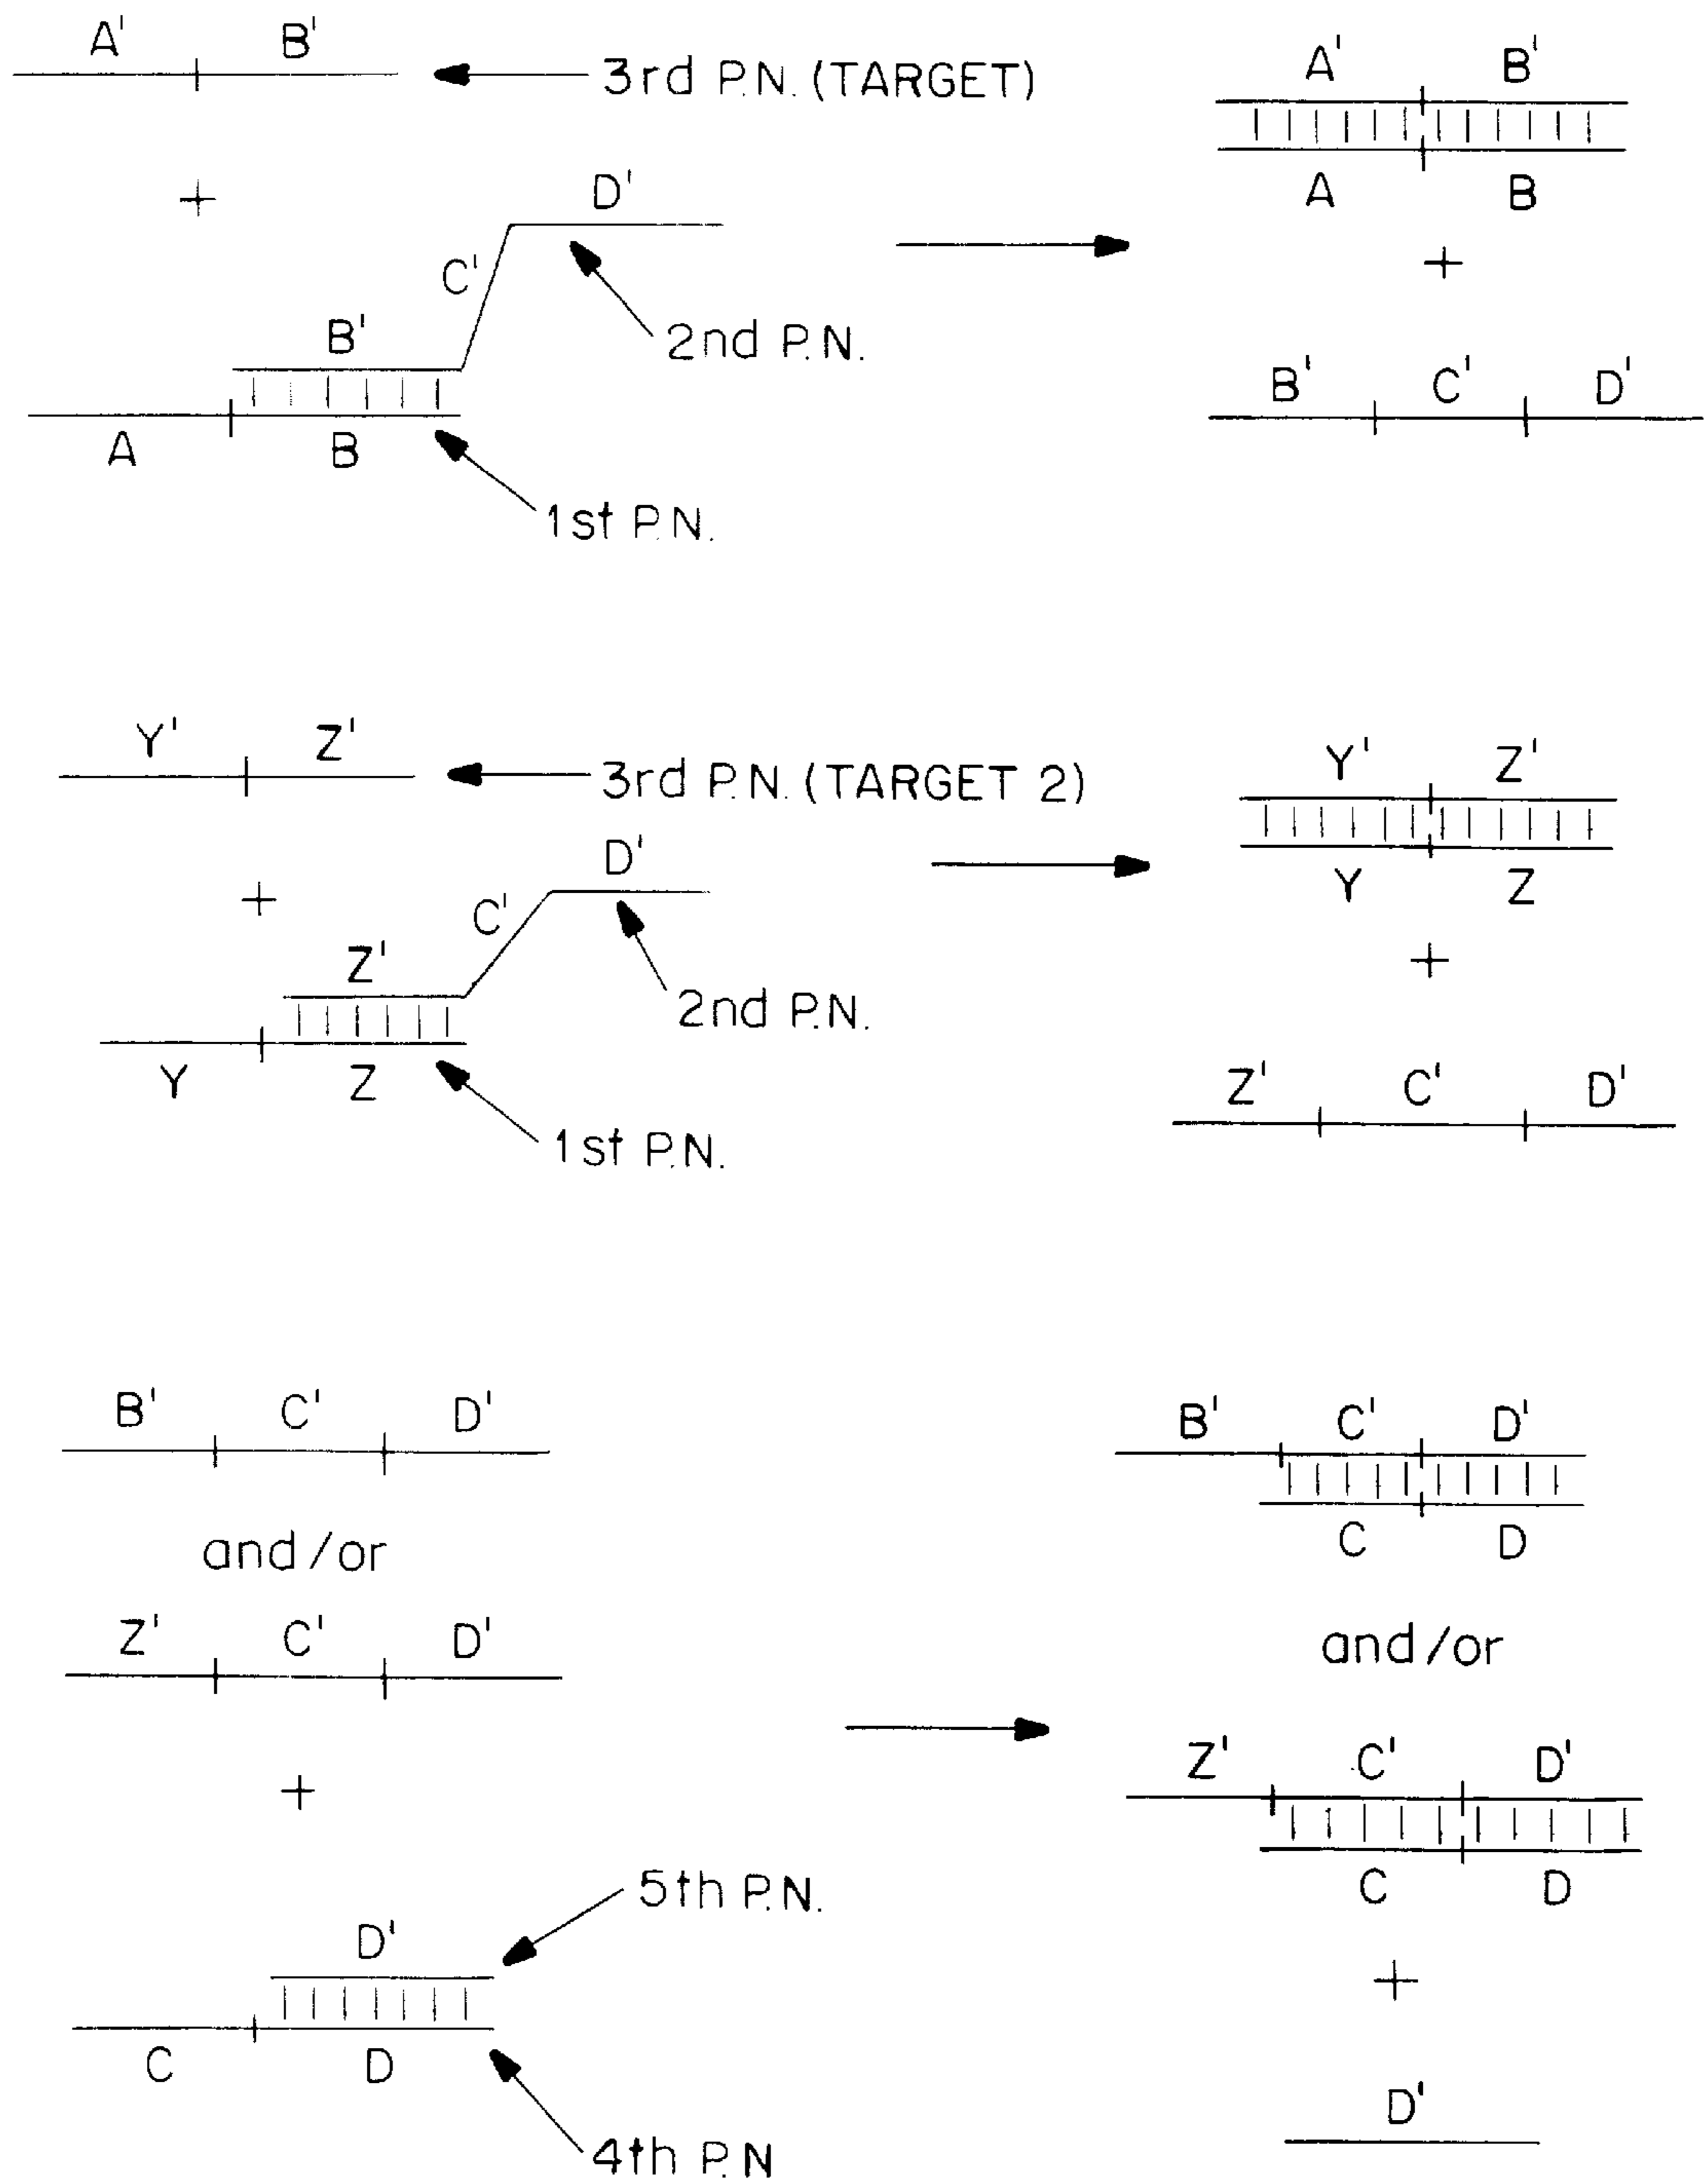 A' B'
3rd P.N. (TARGET)
+
D'
C'
2nd P.N.
B'
A B
1st P.N.
A' B'
A B
+
B' C' D'
Y' Z'
3rd P.N. (TARGET 2)
+
D'
C'
Z'
2nd P.N.
Y Z
1st P.N.
Y' Z'
Y Z
+
Z' C' D'
B' C' D'
and/or
Z' C' D'
+
5th P.N.
D'
C D
4th P.N
B' C' D'
C D
and/or
Z' C' D'
C D
+
D'